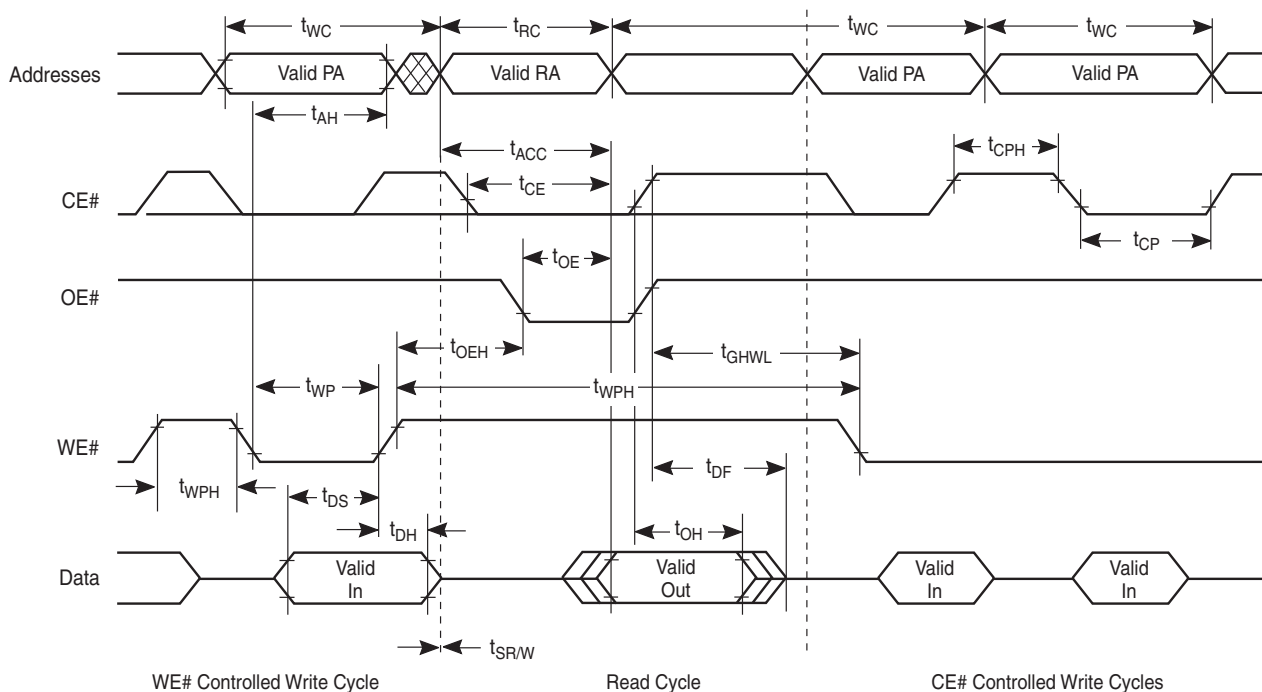 tWC
tRC
tWC
tWC
Addresses
Valid PA
Valid RA
Valid PA
Valid PA
tAH
tACC
tCPH
CE#
tCE
tCP
tOE
OE#
tOEH
tGHWL
tWP
tWPH
WE#
tWPH
tDS
tDF
tDH
tOH
Data
Valid
In
Valid
Out
Valid
In
Valid
In
tSR/W
WE# Controlled Write Cycle
Read Cycle
CE# Controlled Write Cycles